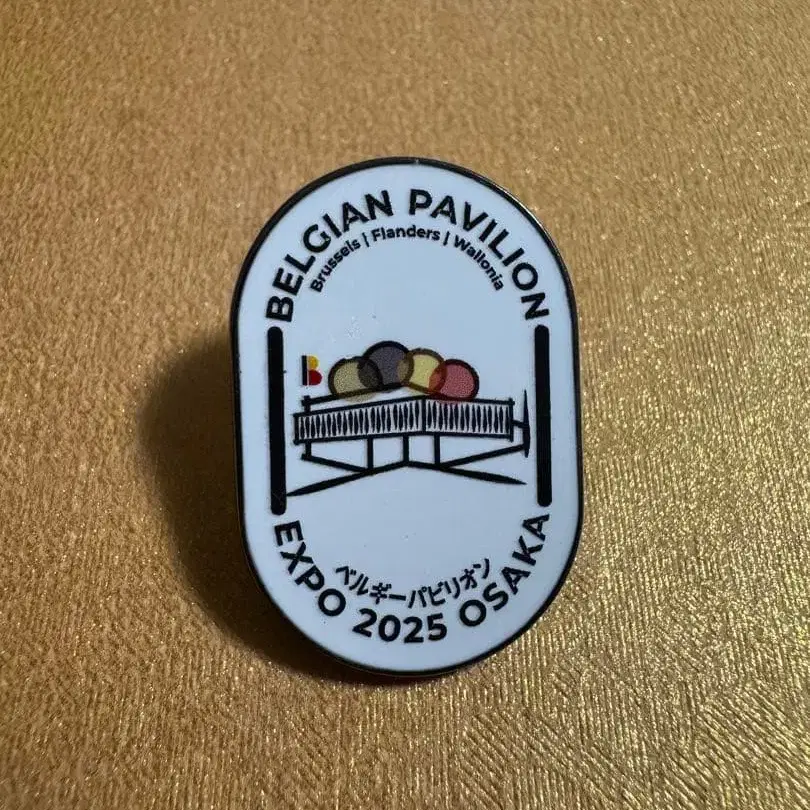 BELGIAN PAVILION
Brussels | Flanders | Wallonia
B
ベルギーパビリオン
EXPO 2025 OSAKA